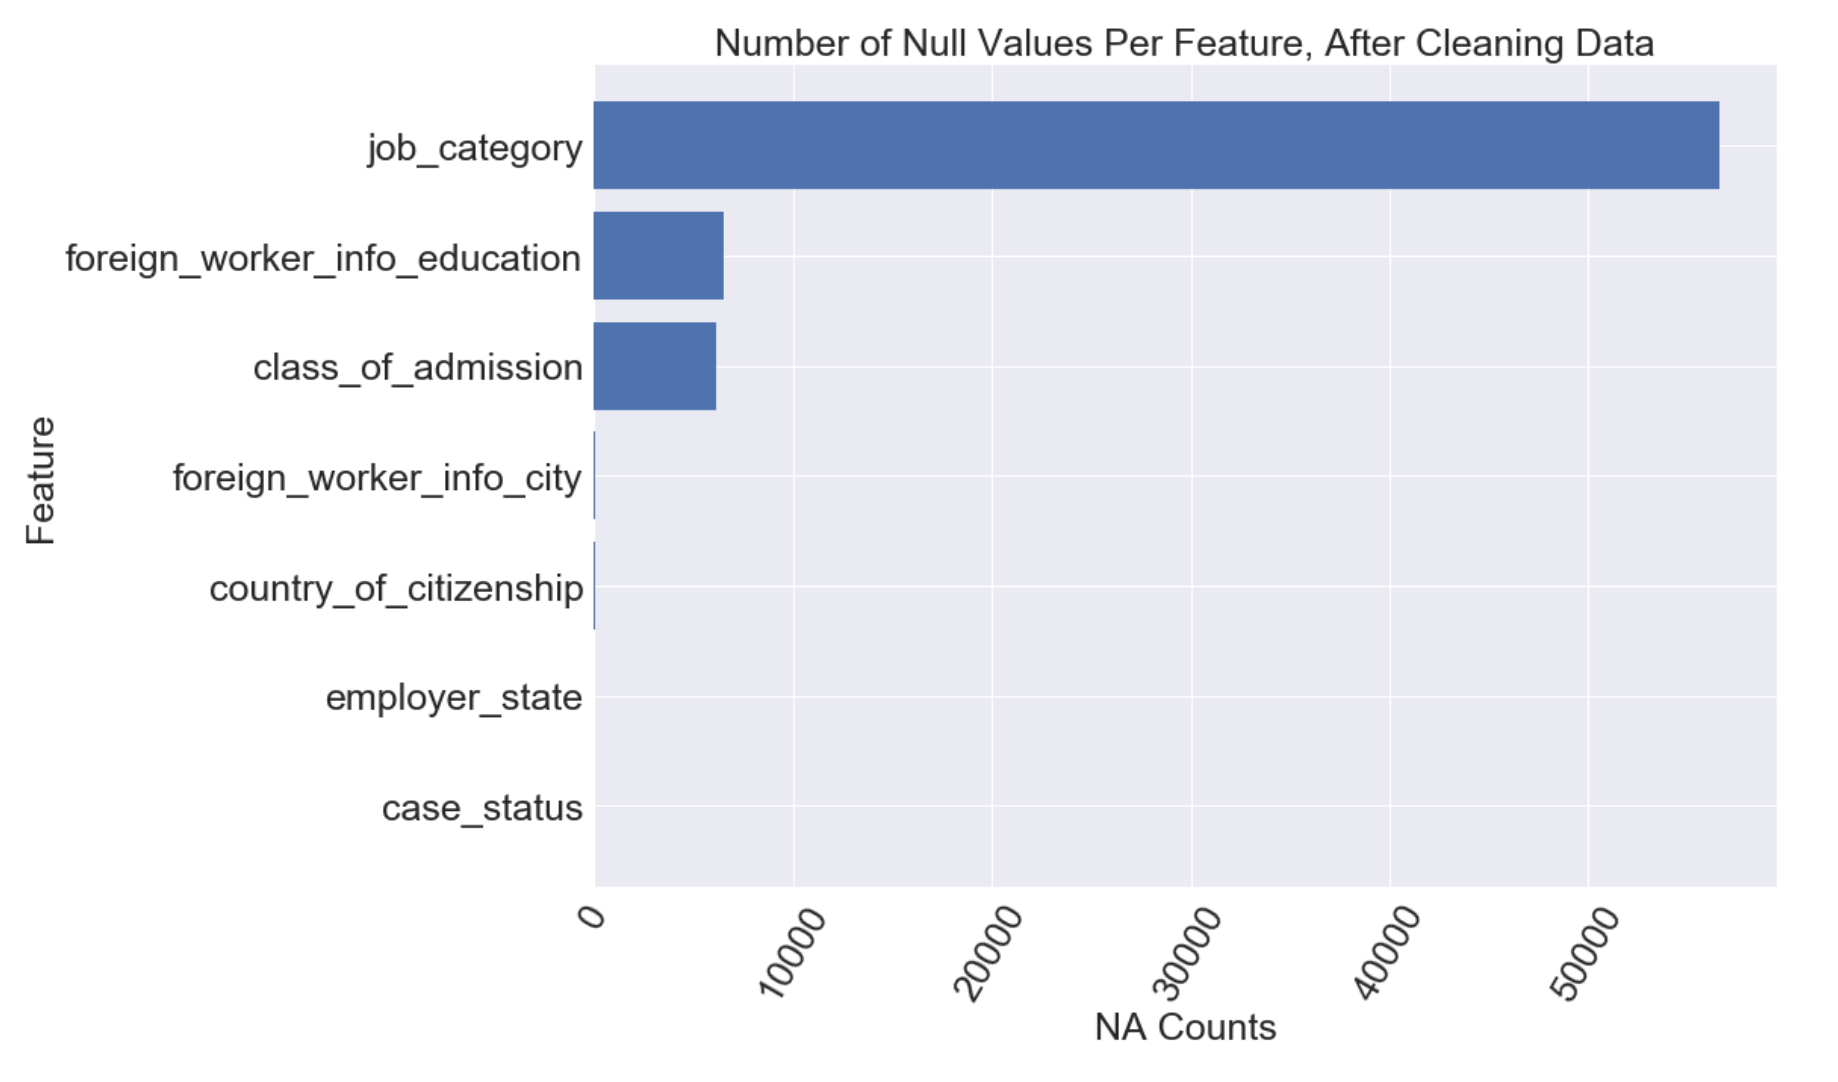 Number of Null Values Per Feature, After Cleaning Data
job_category
foreign_worker_info_education
class_of_admission
foreign_worker_info_city
country_of_citizenship
employer_state
case_status
Feature
0
10000
20000
30000
40000
50000
NA Counts